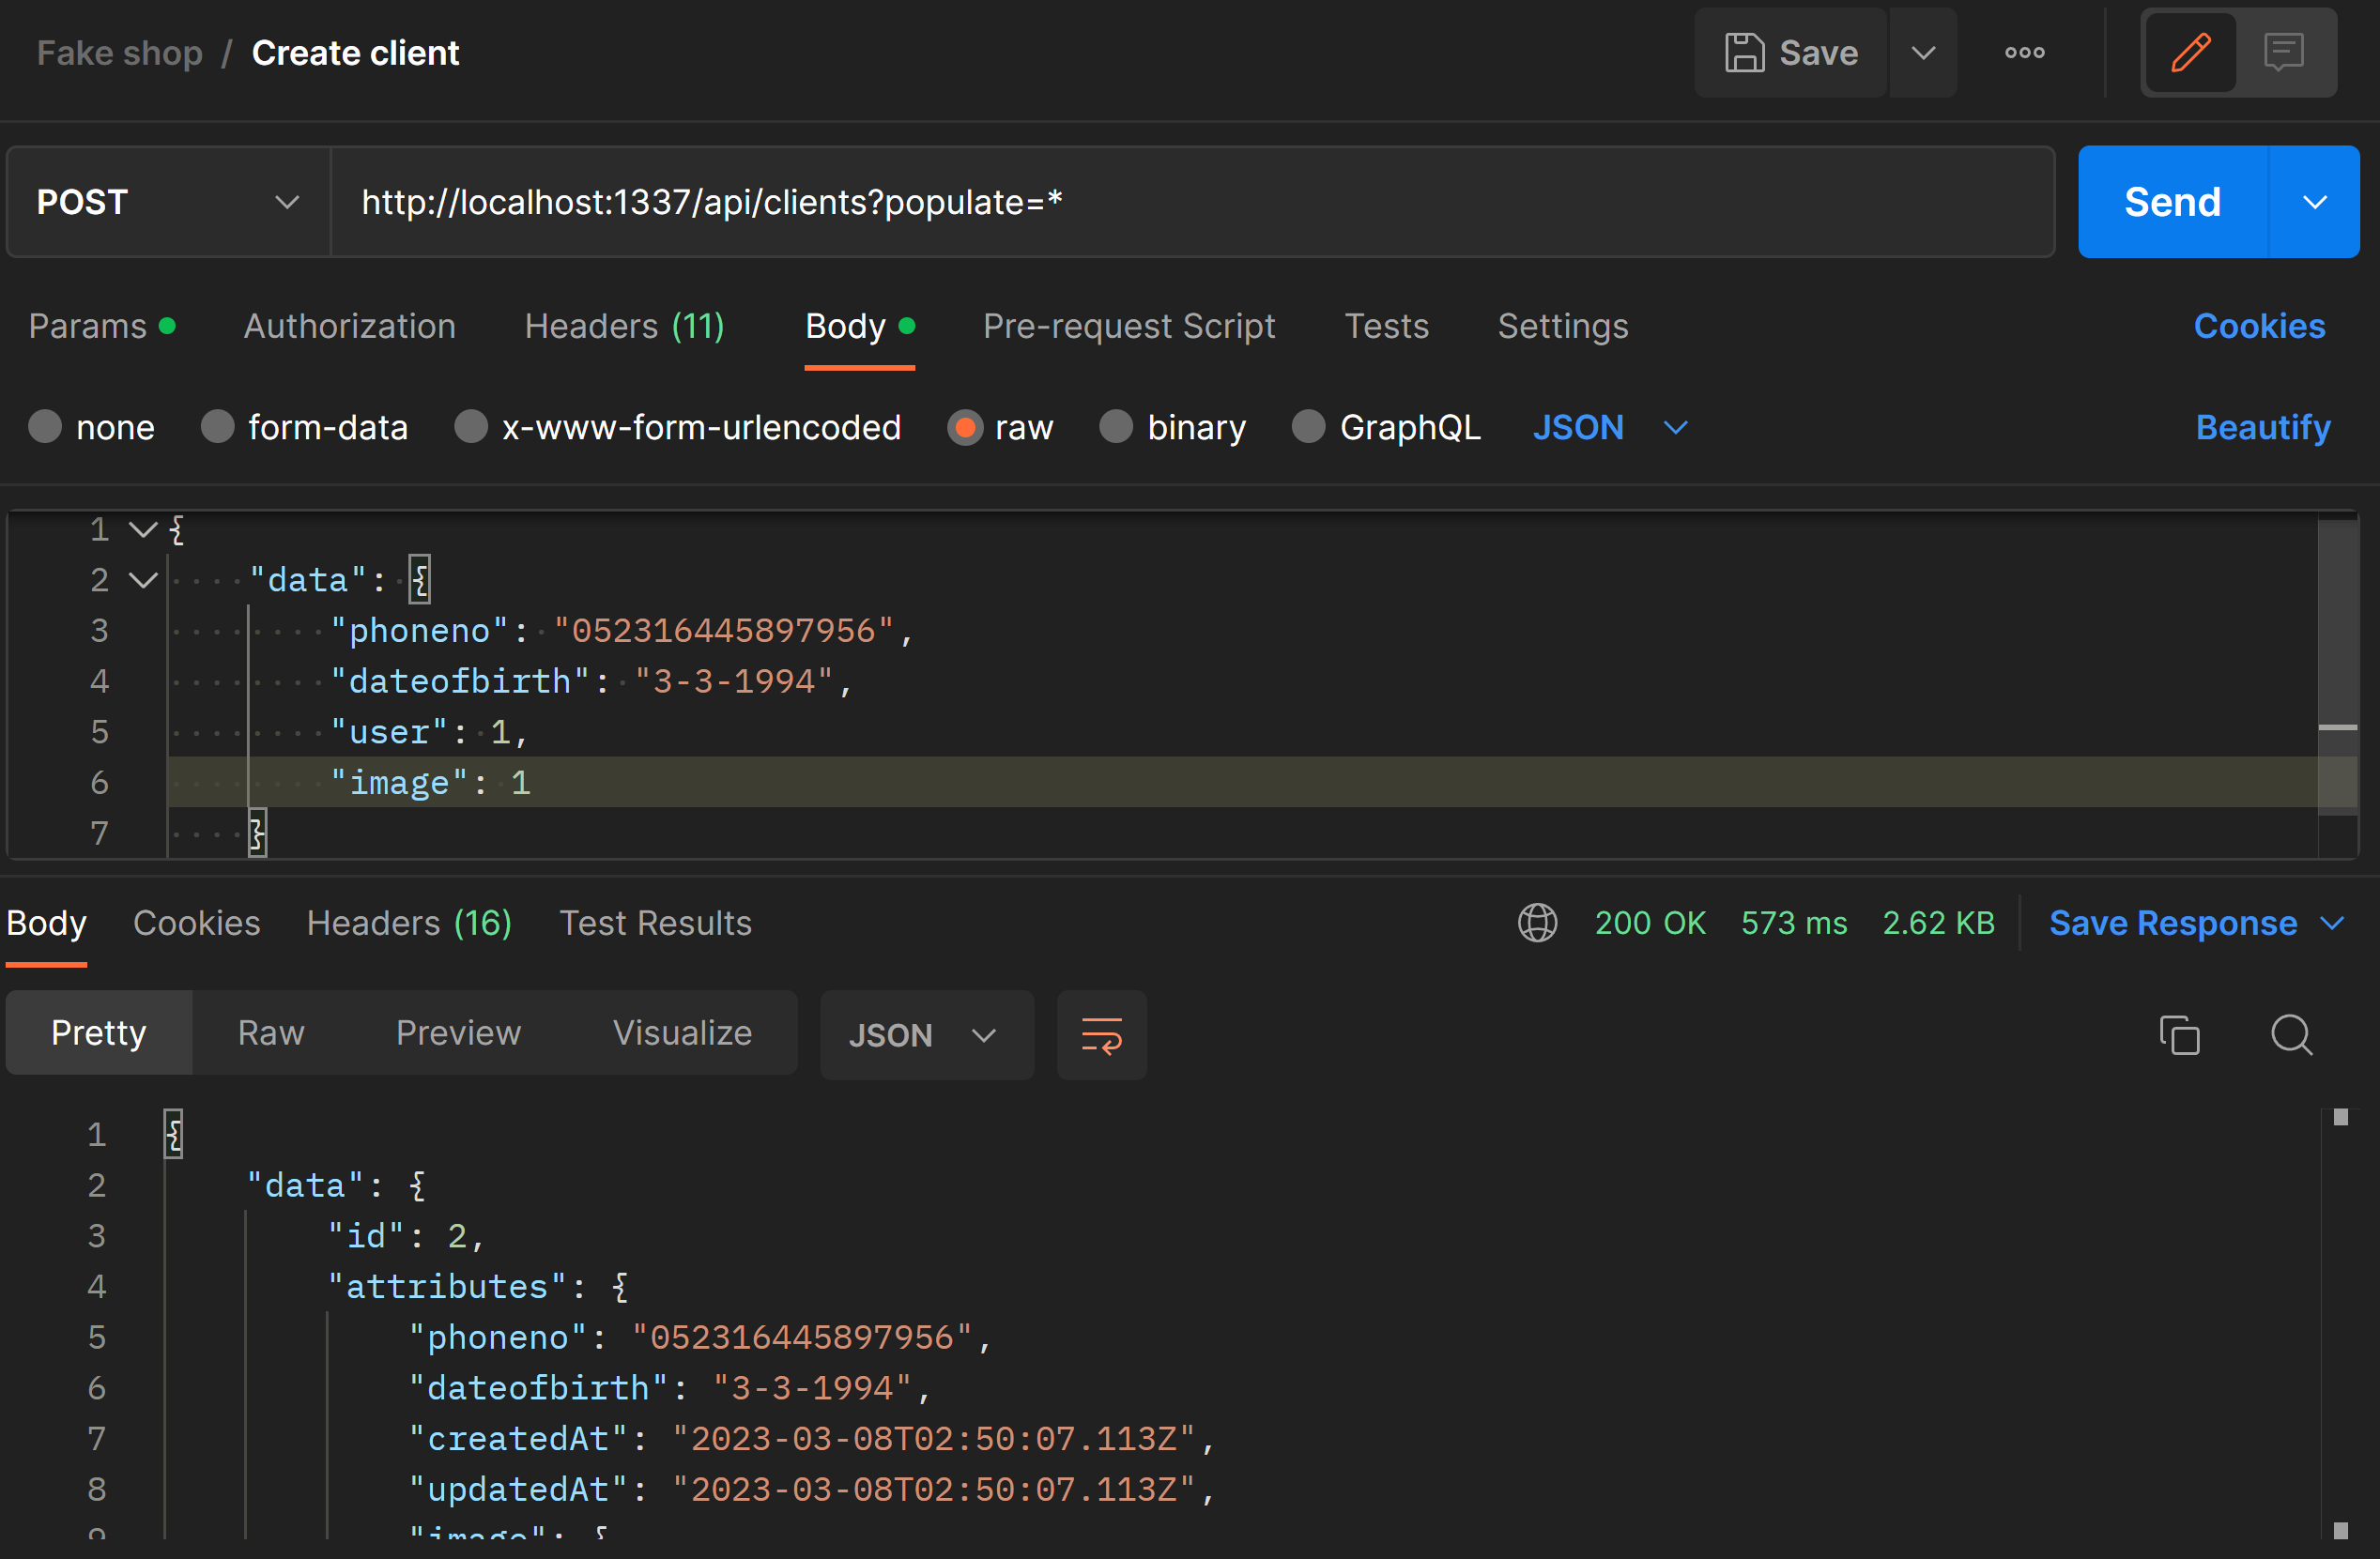 Fake shop / Create client
Save
POST
http://localhost:1337/api/clients?populate=*
Send
Params
Authorization
Headers (11)
Body
Pre-request Script
Tests
Settings
Cookies
none
form-data
x-www-form-urlencoded
raw
binary
GraphQL
JSON
Beautify
1 {
2 "data": {
3 "phoneno": "052316445897956",
4 "dateofbirth": "3-3-1994",
5 "user": 1,
6 "image": 1
7 }
Body
Cookies
Headers (16)
Test Results
200 OK
573 ms
2.62 KB
Save Response
Pretty
Raw
Preview
Visualize
JSON
1 {
2 "data": {
3 "id": 2,
4 "attributes": {
5 "phoneno": "052316445897956",
6 "dateofbirth": "3-3-1994",
7 "createdAt": "2023-03-08T02:50:07.113Z",
8 "updatedAt": "2023-03-08T02:50:07.113Z",
9 "image": {